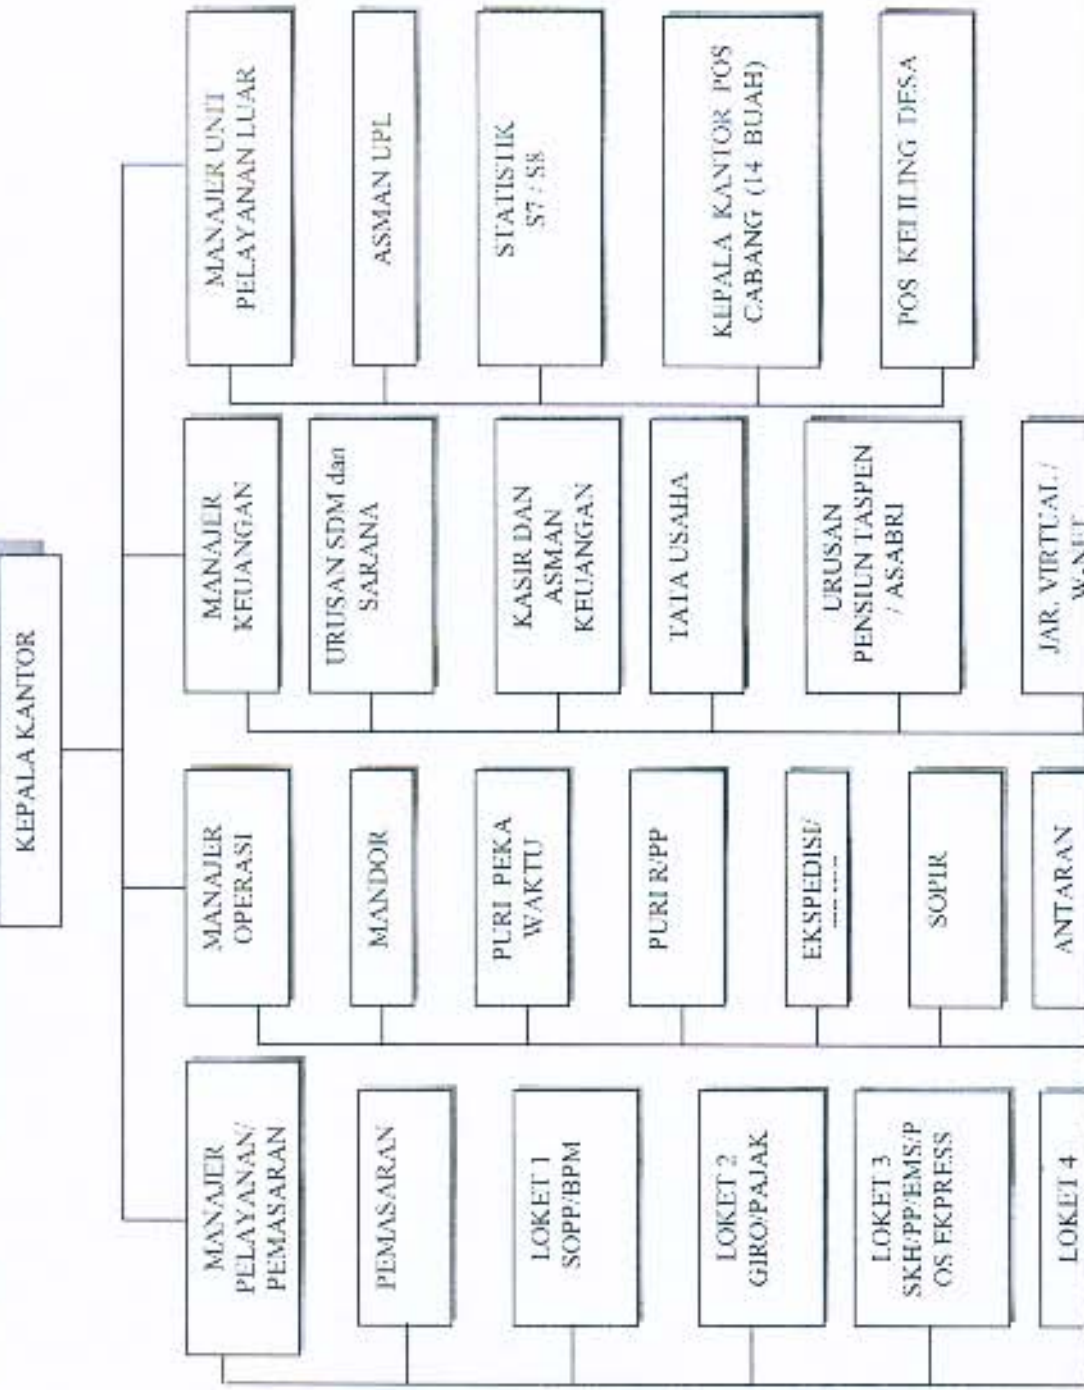 KEPALA KANTOR
MANAJER
PELAYANAN/
PEMASARAN
PEMASARAN
LOKET 1
SOPP/BPM
LOKET 2
GIRO/PAJAK
LOKET 3
SKH/PP/EMS/P
OS EKPRESS
LOKET 4
MANAJER
OPERASI
MANDOR
PURI PEKA
WAKTU
PURI R/PP
EKSPEDISI/
SOPIR
ANTARAN
MANAJER
KEUANGAN
URUSAN SDM dan
SARANA
KASIR DAN
ASMAN
KEUANGAN
TATA USAHA
URUSAN
PENSIUN TASPEN
/ ASABRI
JAR. VIRTUAL /
MANAJER UNIT
PELAYANAN LUAR
ASMAN UPL
STATISTIK
S7 / S8
KEPALA KANTOR POS
CABANG (14 BUAH)
POS KELILING DESA